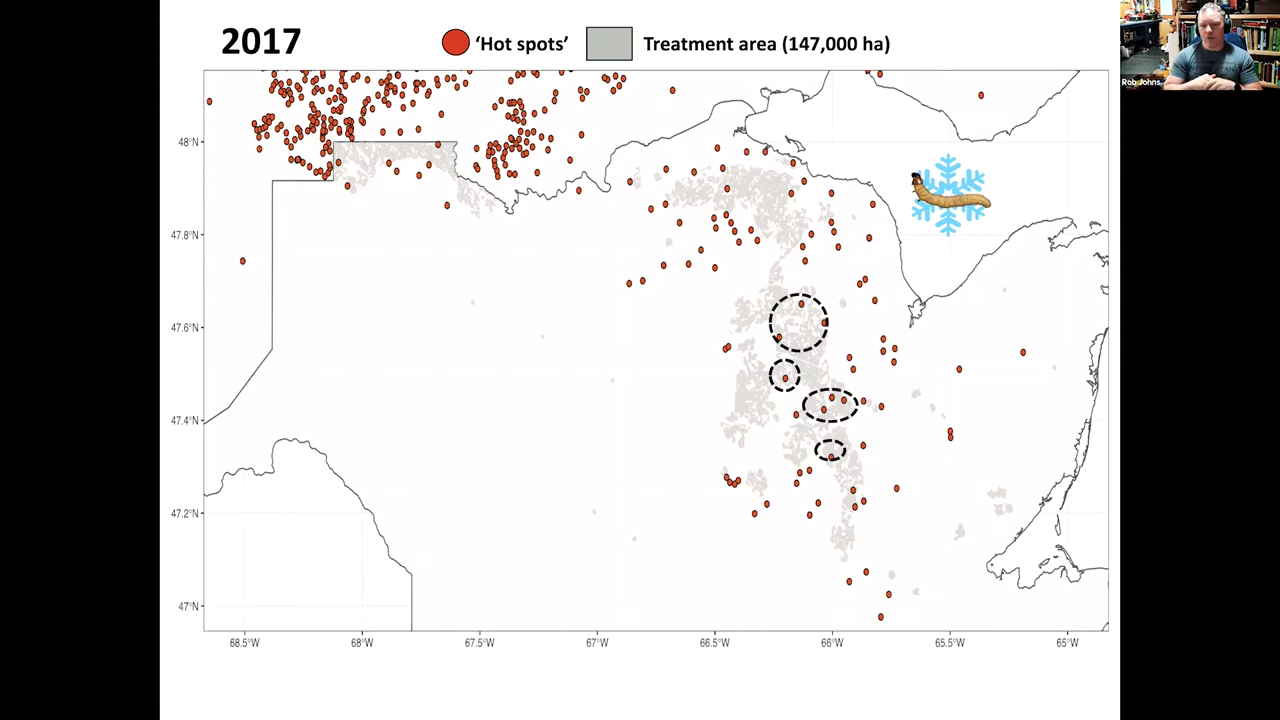 2017
'Hot spots'
Treatment area (147,000 ha)
Rob Johns
48°N
47.8°N
47.6°N
47.4°N
47.2°N
47°N
68.5°W
68°W
67.5°W
67°W
66.5°W
66°W
65.5°W
65°W